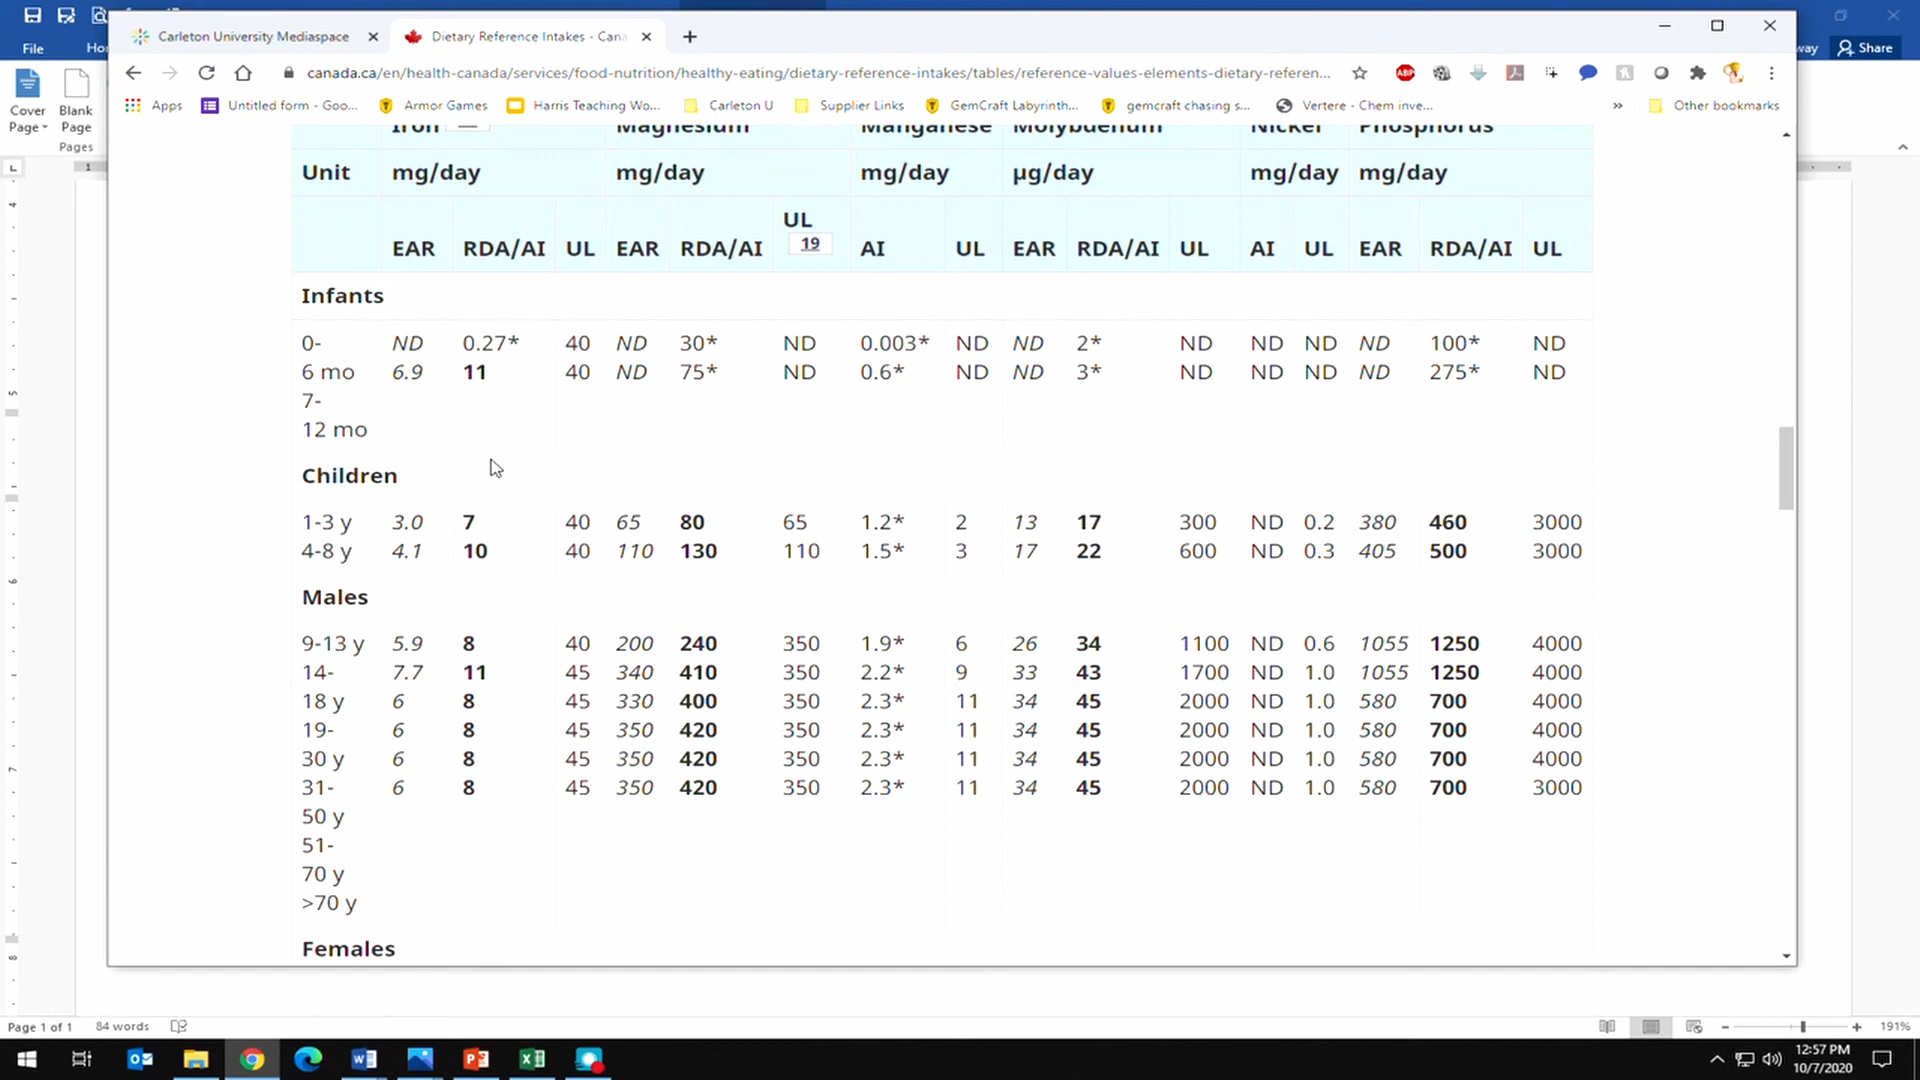 File
Hom
way
Share
Carleton University Mediaspace
Dietary Reference Intakes - Cana
canada.ca/en/health-canada/services/food-nutrition/healthy-eating/dietary-reference-intakes/tables/reference-values-elements-dietary-referen...
ABP
Apps
Untitled form - Goo...
Armor Games
Harris Teaching Wo...
Carleton U
Supplier Links
GemCraft Labyrinth...
gemcraft chasing s...
Vertere - Chem inve...
»
Other bookmarks
Cover
Page
Blank
Page
Pages
Iron Magnesium Manganese Molybdenum Nickel Phosphorus
Unit mg/day mg/day mg/day µg/day mg/day mg/day
UL
19
EAR RDA/AI UL EAR RDA/AI AI UL EAR RDA/AI UL AI UL EAR RDA/AI UL
Infants
0- ND 0.27* 40 ND 30* ND 0.003* ND ND 2* ND ND ND ND 100* ND
6 mo 6.9 11 40 ND 75* ND 0.6* ND ND 3* ND ND ND ND 275* ND
7-
12 mo
Children
1-3 y 3.0 7 40 65 80 65 1.2* 2 13 17 300 ND 0.2 380 460 3000
4-8 y 4.1 10 40 110 130 110 1.5* 3 17 22 600 ND 0.3 405 500 3000
Males
9-13 y 5.9 8 40 200 240 350 1.9* 6 26 34 1100 ND 0.6 1055 1250 4000
14- 7.7 11 45 340 410 350 2.2* 9 33 43 1700 ND 1.0 1055 1250 4000
18 y 6 8 45 330 400 350 2.3* 11 34 45 2000 ND 1.0 580 700 4000
19- 6 8 45 350 420 350 2.3* 11 34 45 2000 ND 1.0 580 700 4000
30 y 6 8 45 350 420 350 2.3* 11 34 45 2000 ND 1.0 580 700 4000
31- 6 8 45 350 420 350 2.3* 11 34 45 2000 ND 1.0 580 700 3000
50 y
51-
70 y
>70 y
Females
Page 1 of 1 84 words
191%
12:57 PM
10/7/2020